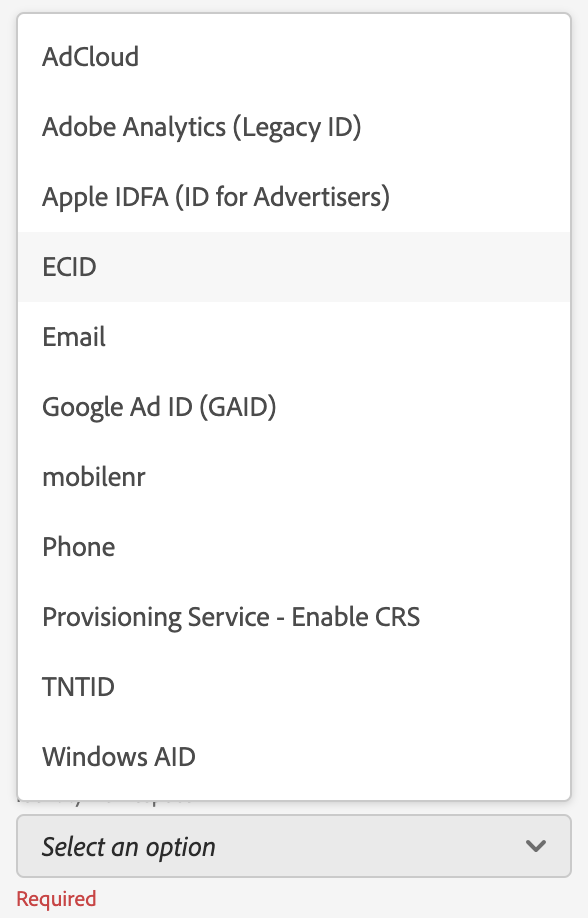 AdCloud
Adobe Analytics (Legacy ID)
Apple IDFA (ID for Advertisers)
ECID
Email
Google Ad ID (GAID)
mobilenr
Phone
Provisioning Service - Enable CRS
TNTID
Windows AID
Select an option
Required